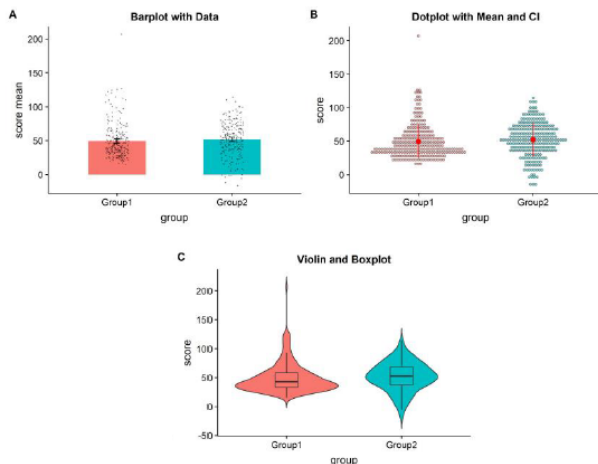 A
Barplot with Data
score mean
200
150
100
50
0
Group1
Group2
group
B
Dotplot with Mean and CI
score
200
150
100
50
0
Group1
Group2
group
C
Violin and Boxplot
score
200
150
100
50
0
-50
Group1
Group2
group